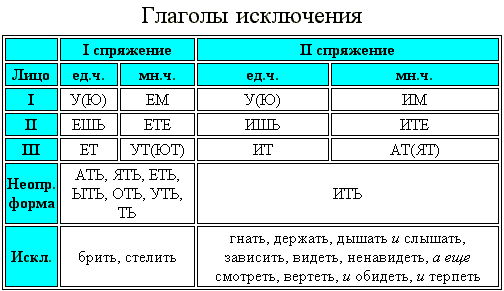 Глаголы исключения
I спряжение II спряжение
Лицо ед.ч. мн.ч. ед.ч. мн.ч.
I У(Ю) ЕМ У(Ю) ИМ
II ЕШЬ ЕТЕ ИШЬ ИТЕ
III ЕТ УТ(ЮТ) ИТ АТ(ЯТ)
Неопр. форма АТЬ, ЯТЬ, ЕТЬ,
ЫТЬ, ОТЬ, УТЬ,
ТЬ
ИТЬ
Искл. брить, стелить
гнать, держать, дышать и слышать,
зависить, видеть, ненавидеть, а еще
смотреть, вертеть, и обидеть, и терпеть